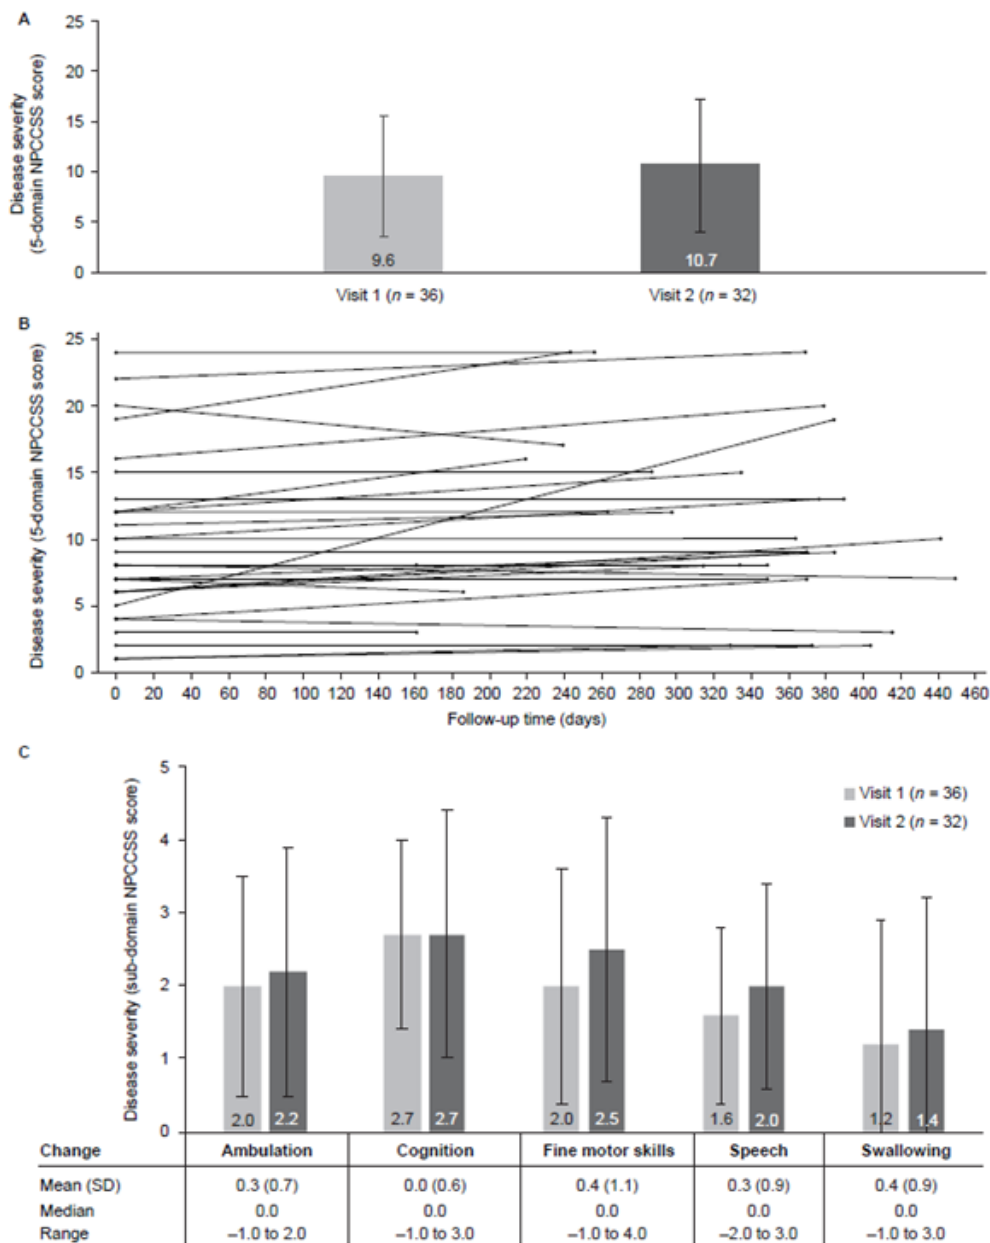 A
25
20
15
10
5
0
Disease severity
(5-domain NPCCSS score)
9.6
10.7
Visit 1 (n = 36)
Visit 2 (n = 32)
B
25
20
15
10
5
0
Disease severity (5-domain NPCCSS score)
0 20 40 60 80 100 120 140 160 180 200 220 240 260 280 300 320 340 360 380 400 420 440 460
Follow-up time (days)
C
5
4
3
2
1
0
Disease severity (sub-domain NPCCSS score)
Visit 1 (n = 36)
Visit 2 (n = 32)
2.0 2.2 2.7 2.7 2.0 2.5 1.6 2.0 1.2 1.4
Change Ambulation Cognition Fine motor skills Speech Swallowing
Mean (SD) 0.3 (0.7) 0.0 (0.6) 0.4 (1.1) 0.3 (0.9) 0.4 (0.9)
Median 0.0 0.0 0.0 0.0 0.0
Range –1.0 to 2.0 –1.0 to 3.0 –1.0 to 4.0 –2.0 to 3.0 –1.0 to 3.0